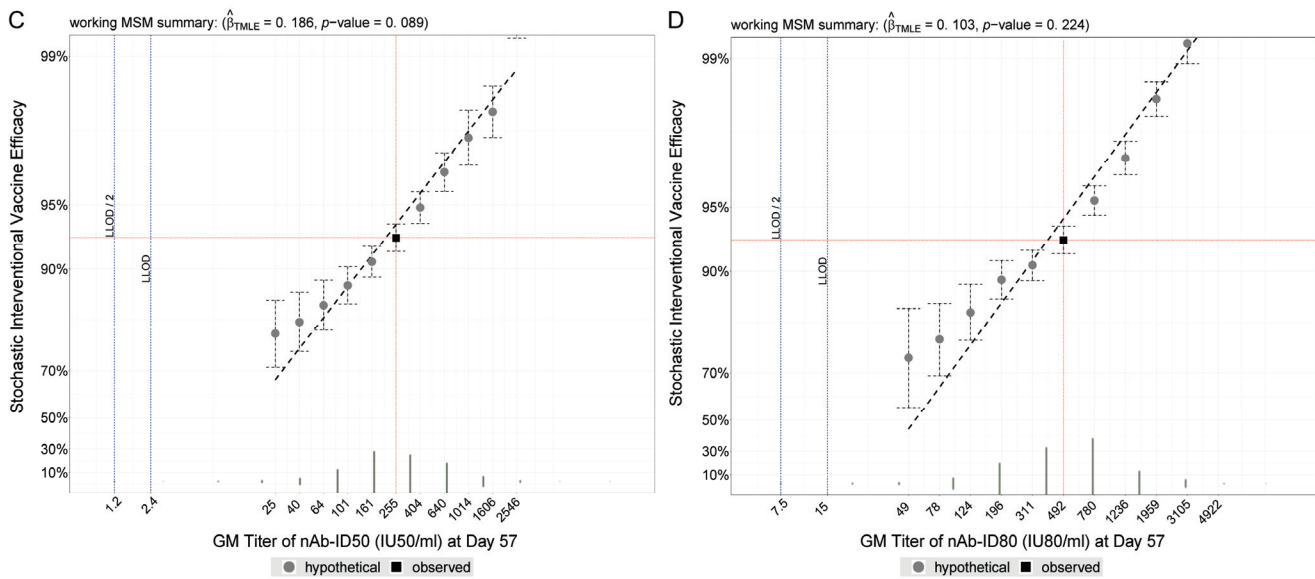 C
working MSM summary: (β̂TMLE = 0. 186, p-value = 0. 089)
Stochastic Interventional Vaccine Efficacy
99%
95%
90%
70%
50%
30%
10%
LLOD / 2
LLOD
1.2
2.4
25
40
64
101
161
255
404
640
1014
1606
2546
GM Titer of nAb-ID50 (IU50/ml) at Day 57
hypothetical observed
D
working MSM summary: (β̂TMLE = 0. 103, p-value = 0. 224)
Stochastic Interventional Vaccine Efficacy
99%
95%
90%
70%
50%
30%
10%
LLOD / 2
LLOD
7.5
15
49
78
124
196
311
492
780
1236
1959
3105
4922
GM Titer of nAb-ID80 (IU80/ml) at Day 57
hypothetical observed